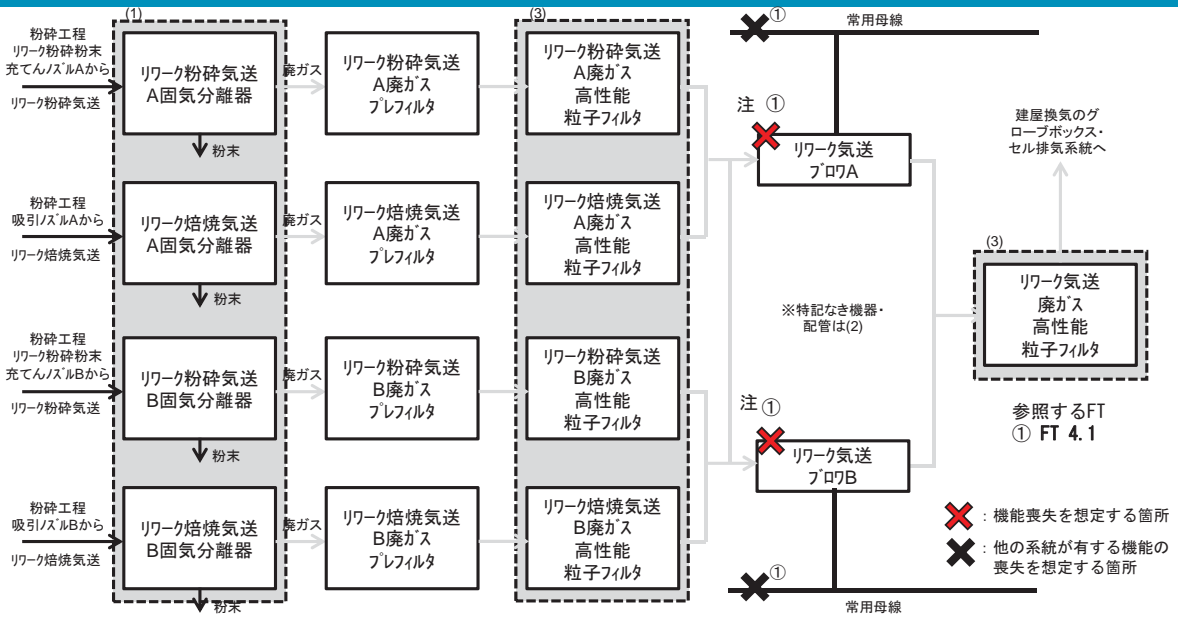 (1)
(3)
①
常用母線
粉砕工程
リワーク粉砕粉末
充てんノズルAから
リワーク粉砕気送
リワーク粉砕気送
A固気分離器
粉末
廃ガス
リワーク粉砕気送
A廃ガス
プレフィルタ
リワーク粉砕気送
A廃ガス
高性能
粒子フィルタ
注 ①
リワーク気送
ブロワA
建屋換気のグ
ローブボックス・
セル排気系統へ
粉砕工程
吸引ノズルAから
リワーク焙焼気送
リワーク焙焼気送
A固気分離器
粉末
廃ガス
リワーク焙焼気送
A廃ガス
プレフィルタ
リワーク焙焼気送
A廃ガス
高性能
粒子フィルタ
※特記なき機器・
配管は(2)
(3)
リワーク気送
廃ガス
高性能
粒子フィルタ
粉砕工程
リワーク粉砕粉末
充てんノズルBから
リワーク粉砕気送
リワーク粉砕気送
B固気分離器
粉末
廃ガス
リワーク粉砕気送
B廃ガス
プレフィルタ
リワーク粉砕気送
B廃ガス
高性能
粒子フィルタ
注 ①
リワーク気送
ブロワB
参照するFT
① FT 4.1
粉砕工程
吸引ノズルBから
リワーク焙焼気送
リワーク焙焼気送
B固気分離器
粉末
廃ガス
リワーク焙焼気送
B廃ガス
プレフィルタ
リワーク焙焼気送
B廃ガス
高性能
粒子フィルタ
①
常用母線
：機能喪失を想定する箇所
：他の系統が有する機能の
喪失を想定する箇所